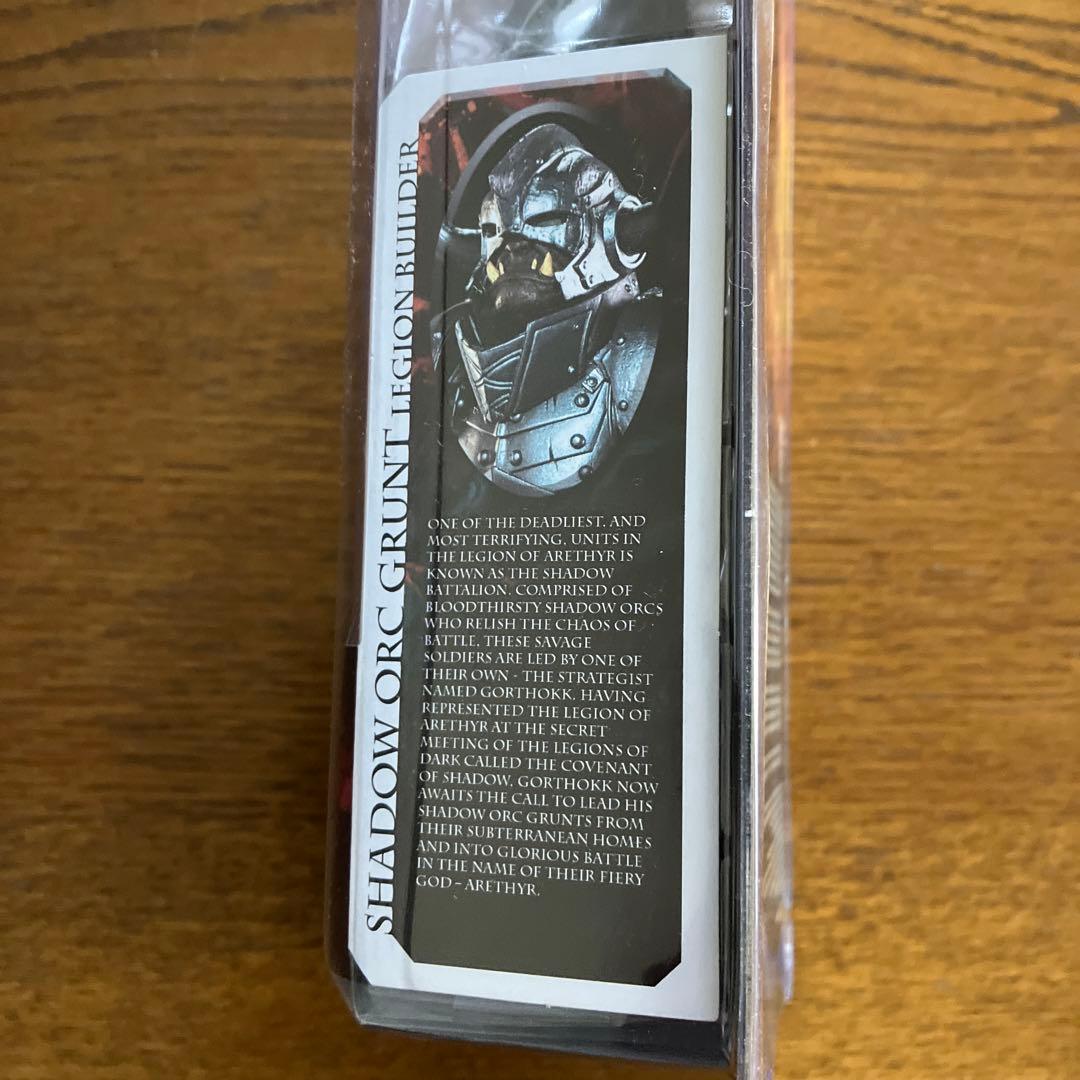 SHADOW ORC GRUNT LEGION BUILDER
ONE OF THE DEADLIEST, AND
MOST TERRIFYING, UNITS IN
THE LEGION OF ARETHYR IS
KNOWN AS THE SHADOW
BATTALION. COMPRISED OF
BLOODTHIRSTY SHADOW ORCS
WHO RELISH THE CHAOS OF
BATTLE, THESE SAVAGE
SOLDIERS ARE LED BY ONE OF
THEIR OWN - THE STRATEGIST
NAMED GORTHOKK. HAVING
REPRESENTED THE LEGION OF
ARETHYR AT THE SECRET
MEETING OF THE LEGIONS OF
DARK CALLED THE COVENANT
OF SHADOW, GORTHOKK NOW
AWAITS THE CALL TO LEAD HIS
SHADOW ORC GRUNTS FROM
THEIR SUBTERRANEAN HOMES
AND INTO GLORIOUS BATTLE
IN THE NAME OF THEIR FIERY
GOD – ARETHYR.